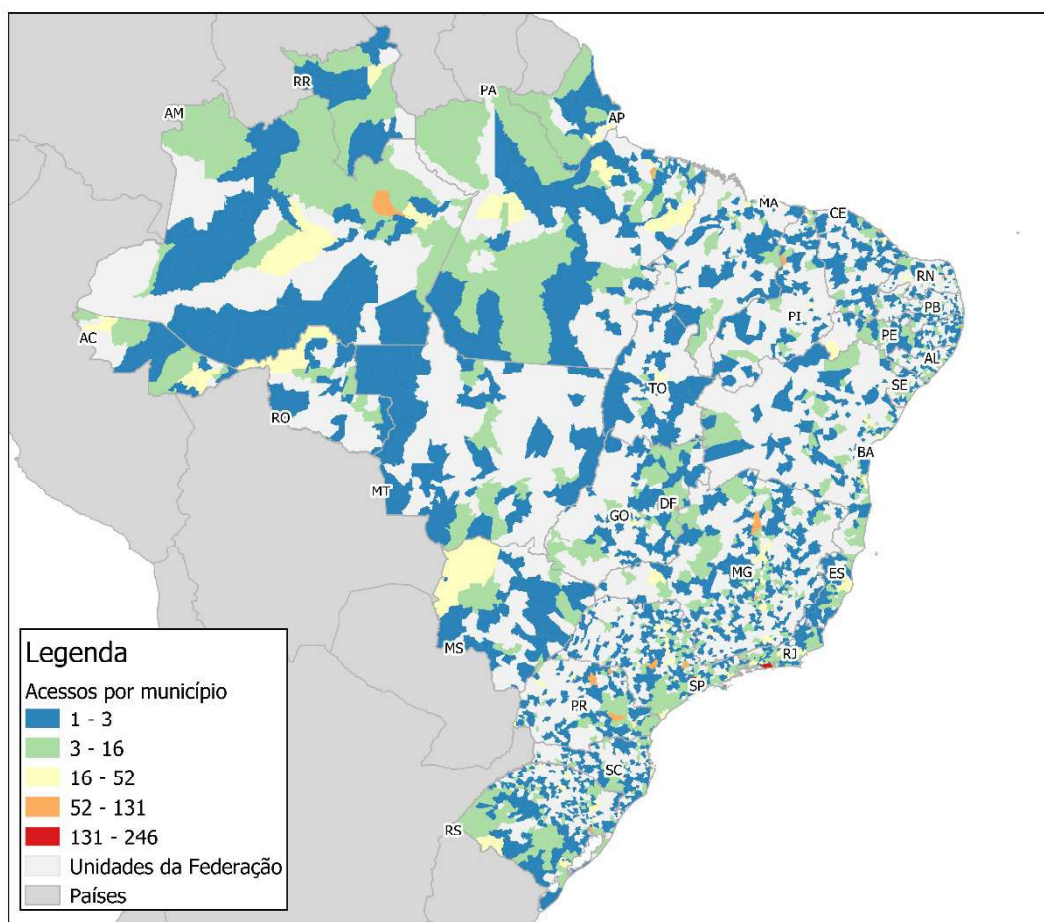 RR
AM
PA
AP
MA
CE
RN
PB
PI
PE
AL
AC
SE
TO
RO
BA
MT
DF
GO
MG
ES
MS
RJ
SP
PR
SC
RS
Legenda
Acessos por município
1 - 3
3 - 16
16 - 52
52 - 131
131 - 246
Unidades da Federação
Países